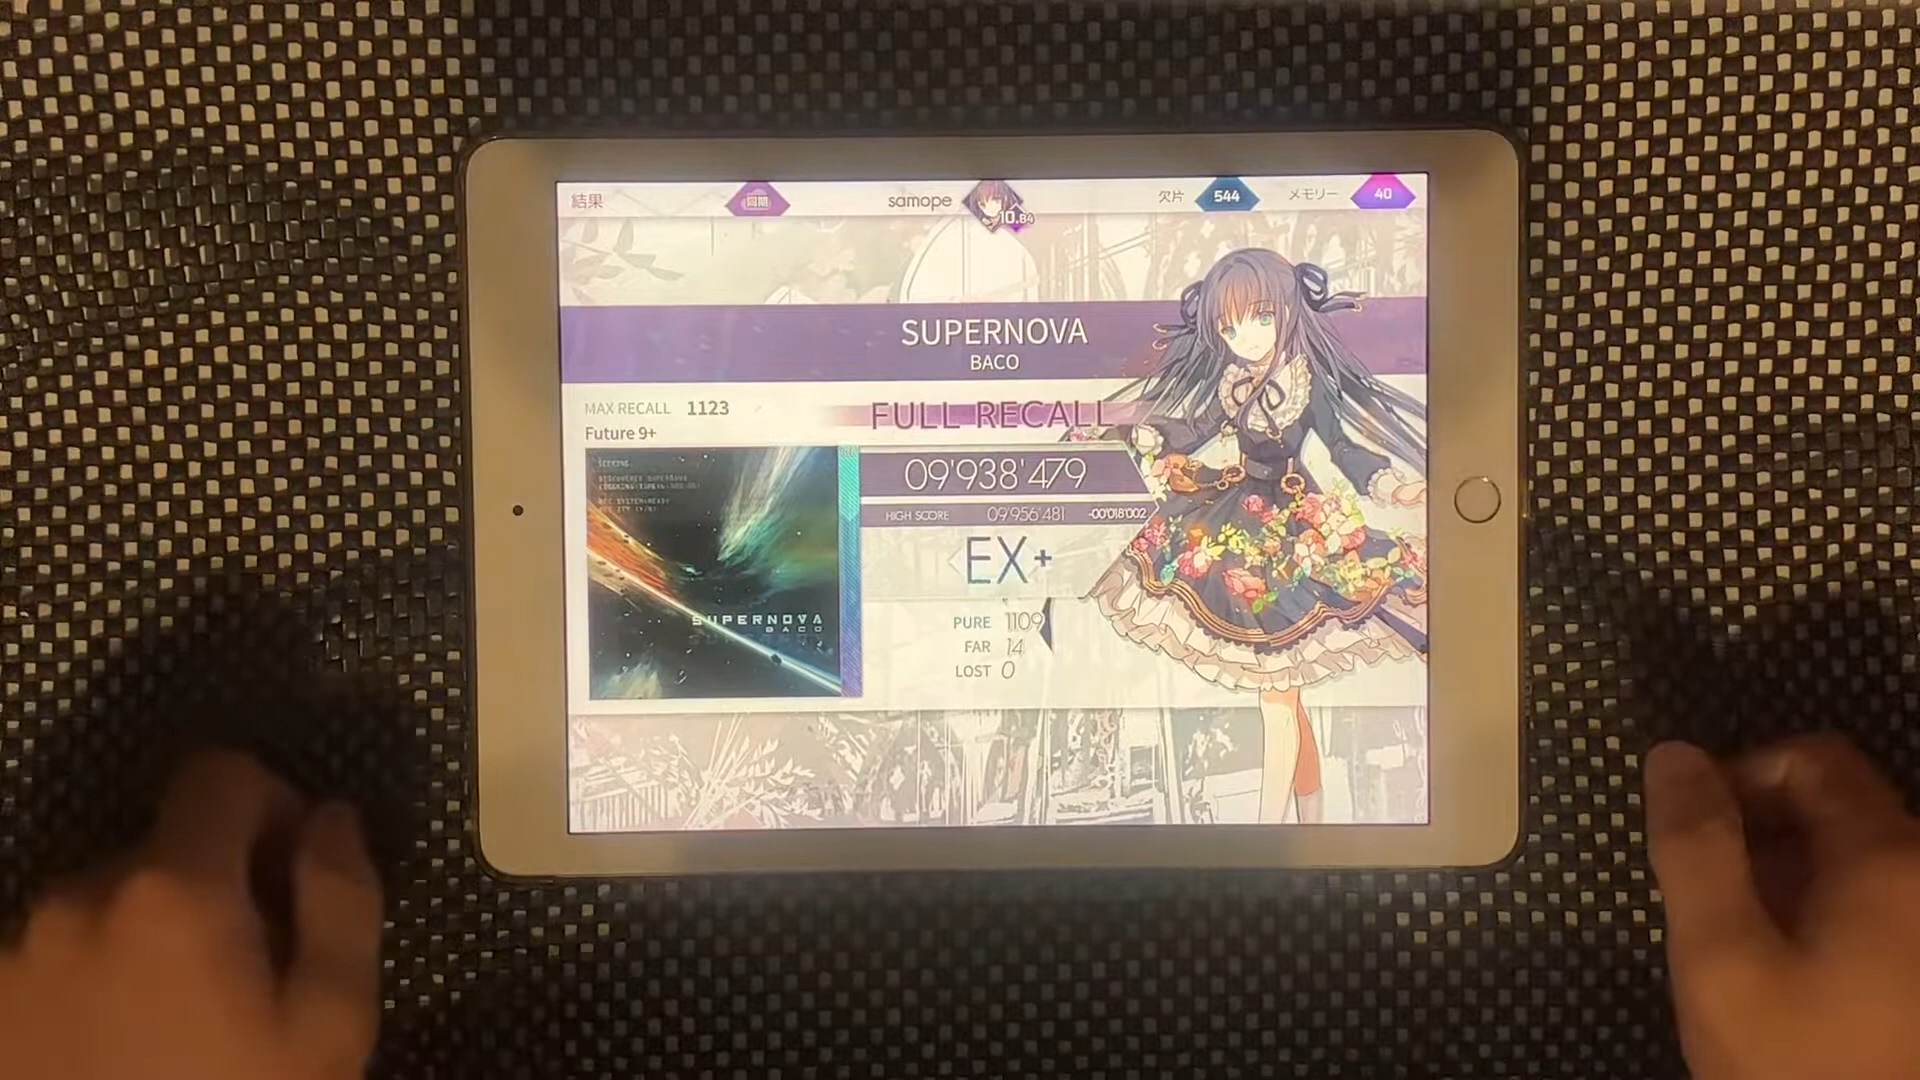 結果
同期
samope
10.84
欠片
544
メモリー
40
SUPERNOVA
BACO
MAX RECALL 1123
FULL RECALL
Future 9+
09'938'479
HIGH SCORE 09'956'481 -00'018'002
EX+
SUPERNOVA
BACO
PURE 1109
FAR 14
LOST 0